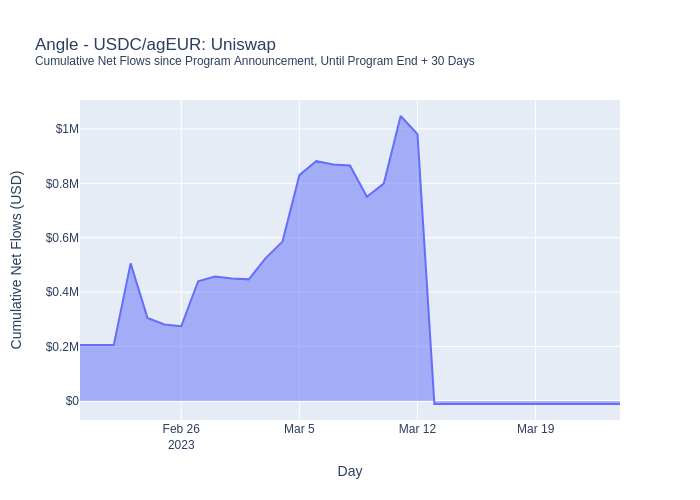 Angle - USDC/agEUR: Uniswap
Cumulative Net Flows since Program Announcement, Until Program End + 30 Days
Cumulative Net Flows (USD)
$1M
$0.8M
$0.6M
$0.4M
$0.2M
$0
Feb 26
2023
Mar 5
Mar 12
Mar 19
Day